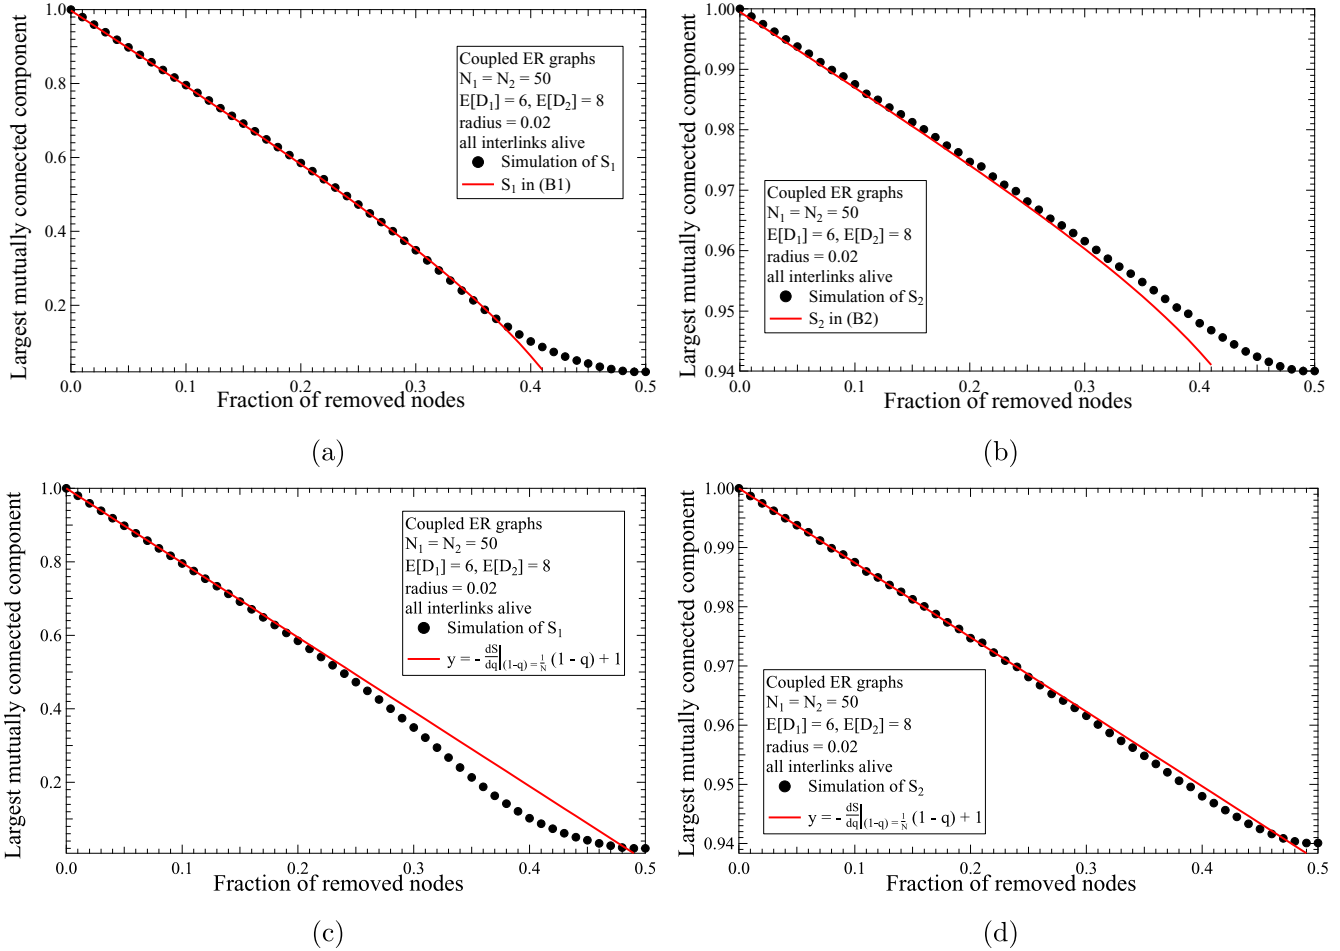 Largest mutually connected component
1.0
0.8
0.6
0.4
0.2
0.0
0.1
0.2
0.3
0.4
0.5
Fraction of removed nodes
Coupled ER graphs
N₁ = N₂ = 50
E[D₁] = 6, E[D₂] = 8
radius = 0.02
all interlinks alive
Simulation of S₁
S₁ in (B1)
(a)
Largest mutually connected component
1.00
0.99
0.98
0.97
0.96
0.95
0.94
0.0
0.1
0.2
0.3
0.4
0.5
Fraction of removed nodes
Coupled ER graphs
N₁ = N₂ = 50
E[D₁] = 6, E[D₂] = 8
radius = 0.02
all interlinks alive
Simulation of S₂
S₂ in (B2)
(b)
Largest mutually connected component
1.0
0.8
0.6
0.4
0.2
0.0
0.1
0.2
0.3
0.4
0.5
Fraction of removed nodes
Coupled ER graphs
N₁ = N₂ = 50
E[D₁] = 6, E[D₂] = 8
radius = 0.02
all interlinks alive
Simulation of S₁
y = - dS/dq|(1-q) = 1/N (1 - q) + 1
(c)
Largest mutually connected component
1.00
0.99
0.98
0.97
0.96
0.95
0.94
0.0
0.1
0.2
0.3
0.4
0.5
Fraction of removed nodes
Coupled ER graphs
N₁ = N₂ = 50
E[D₁] = 6, E[D₂] = 8
radius = 0.02
all interlinks alive
Simulation of S₂
y = - dS/dq|(1-q) = 1/N (1 - q) + 1
(d)